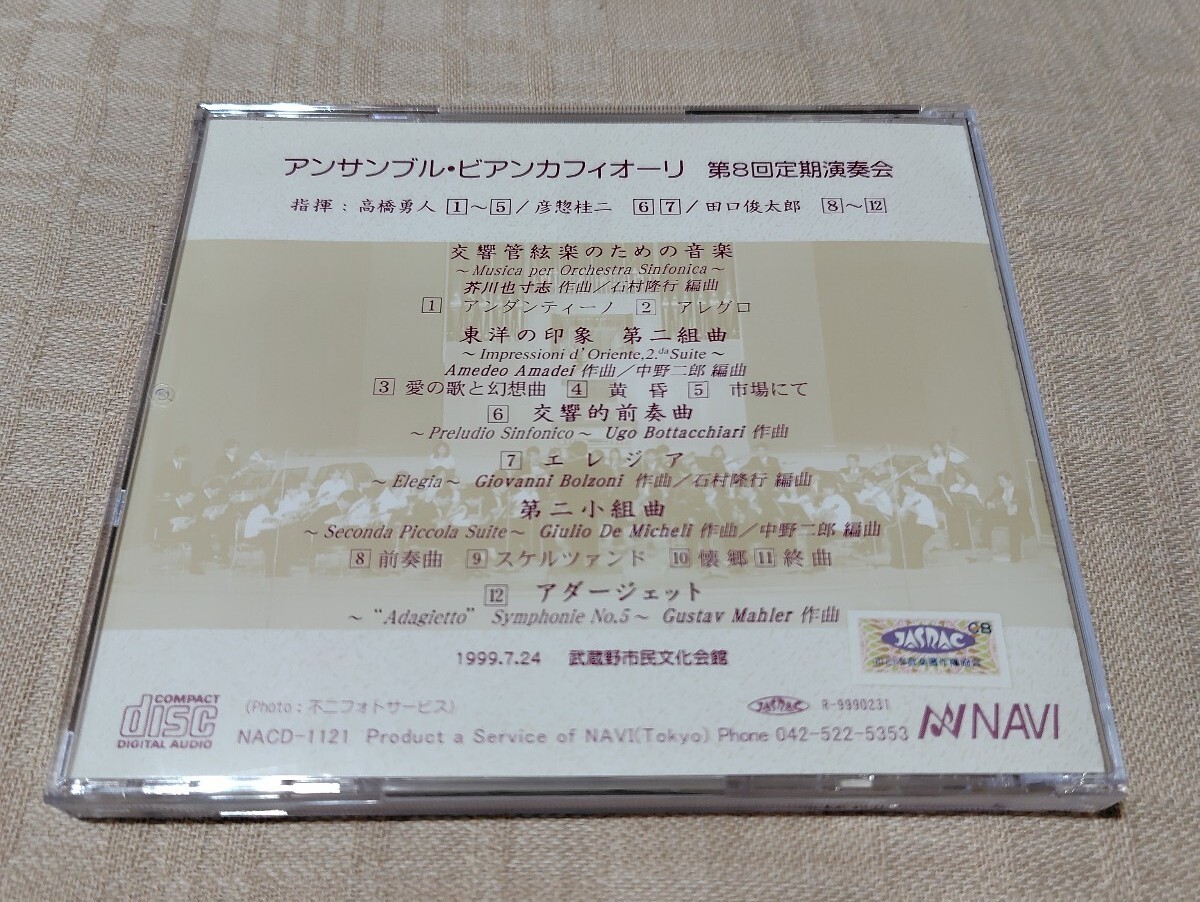 アンサンブル・ビアンカフィオーリ 第8回定期演奏会
指揮：高橋勇人 1～5/彦惣桂二 6 7/田口俊太郎 8～12
交響管絃楽のための音楽
～Musica per Orchestra Sinfonica～
芥川也寸志 作曲／石村隆行 編曲
1 アンダンティーノ 2 アレグロ
東洋の印象 第二組曲
～Impressioni d'Oriente,2.da Suite～
Amedeo Amadei 作曲／中野二郎 編曲
3 愛の歌と幻想曲 4 黄昏 5 市場にて
6 交響的前奏曲
～Preludio Sinfonico～ Ugo Bottacchiari 作曲
7 エレジア
～Elegia～ Giovanni Bolzoni 作曲／石村隆行 編曲
第二小組曲
～Seconda Piccola Suite～ Giulio De Micheli 作曲／中野二郎 編曲
8 前奏曲 9 スケルツァンド 10 懐郷 11 終曲
12 アダージェット
～"Adagietto" Symphonie No.5～ Gustav Mahler 作曲
1999.7.24 武蔵野市民文化会館
JASRAC CB
COMPACT disc DIGITAL AUDIO
(Photo：不二フォトサービス)
JASRAC R-9990231
NACD-1121 Product a Service of NAVI(Tokyo) Phone 042-522-5353
NAVI